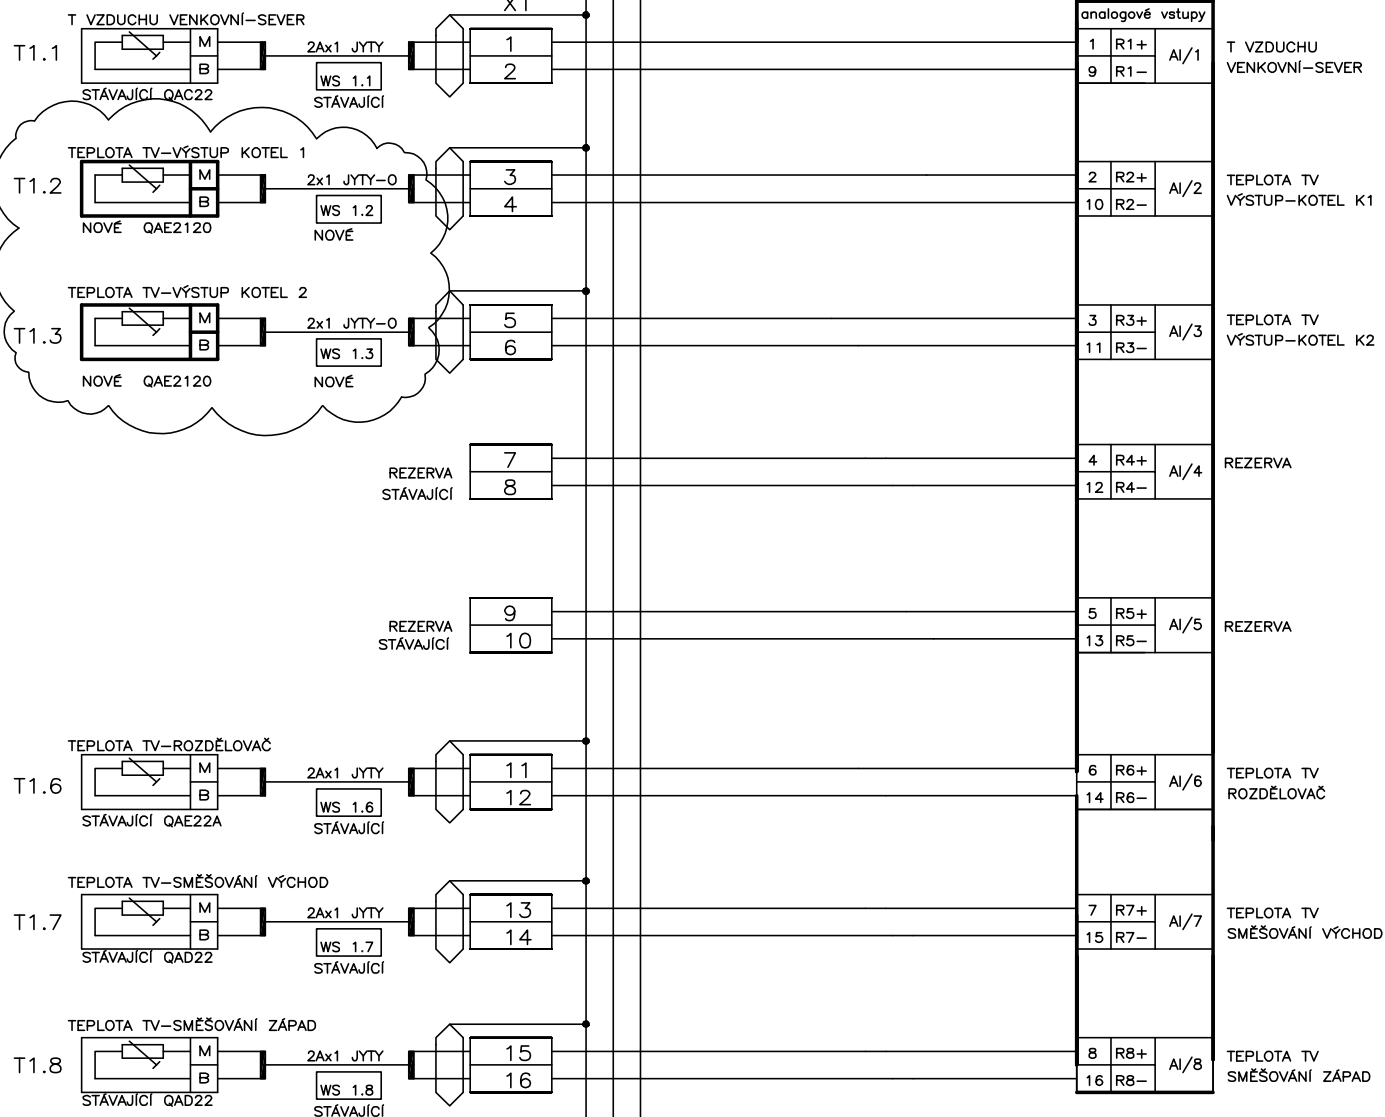 X1
T VZDUCHU VENKOVNÍ-SEVER
T1.1
M
B
2Ax1 JYTY
WS 1.1
STÁVAJÍCÍ
STÁVAJÍCÍ QAC22
1
2
analogové vstupy
1 R1+
9 R1-
AI/1
T VZDUCHU
VENKOVNÍ-SEVER
TEPLOTA TV-VÝSTUP KOTEL 1
T1.2
M
B
2x1 JYTY-O
WS 1.2
NOVÉ
NOVÉ QAE2120
3
4
2 R2+
10 R2-
AI/2
TEPLOTA TV
VÝSTUP-KOTEL K1
TEPLOTA TV-VÝSTUP KOTEL 2
T1.3
M
B
2x1 JYTY-O
WS 1.3
NOVÉ
NOVÉ QAE2120
5
6
3 R3+
11 R3-
AI/3
TEPLOTA TV
VÝSTUP-KOTEL K2
REZERVA
STÁVAJÍCÍ
7
8
4 R4+
12 R4-
AI/4
REZERVA
REZERVA
STÁVAJÍCÍ
9
10
5 R5+
13 R5-
AI/5
REZERVA
TEPLOTA TV-ROZDĚLOVAČ
T1.6
M
B
2Ax1 JYTY
WS 1.6
STÁVAJÍCÍ
STÁVAJÍCÍ QAE22A
11
12
6 R6+
14 R6-
AI/6
TEPLOTA TV
ROZDĚLOVAČ
TEPLOTA TV-SMĚŠOVÁNÍ VÝCHOD
T1.7
M
B
2Ax1 JYTY
WS 1.7
STÁVAJÍCÍ
STÁVAJÍCÍ QAD22
13
14
7 R7+
15 R7-
AI/7
TEPLOTA TV
SMĚŠOVÁNÍ VÝCHOD
TEPLOTA TV-SMĚŠOVÁNÍ ZÁPAD
T1.8
M
B
2Ax1 JYTY
WS 1.8
STÁVAJÍCÍ
STÁVAJÍCÍ QAD22
15
16
8 R8+
16 R8-
AI/8
TEPLOTA TV
SMĚŠOVÁNÍ ZÁPAD